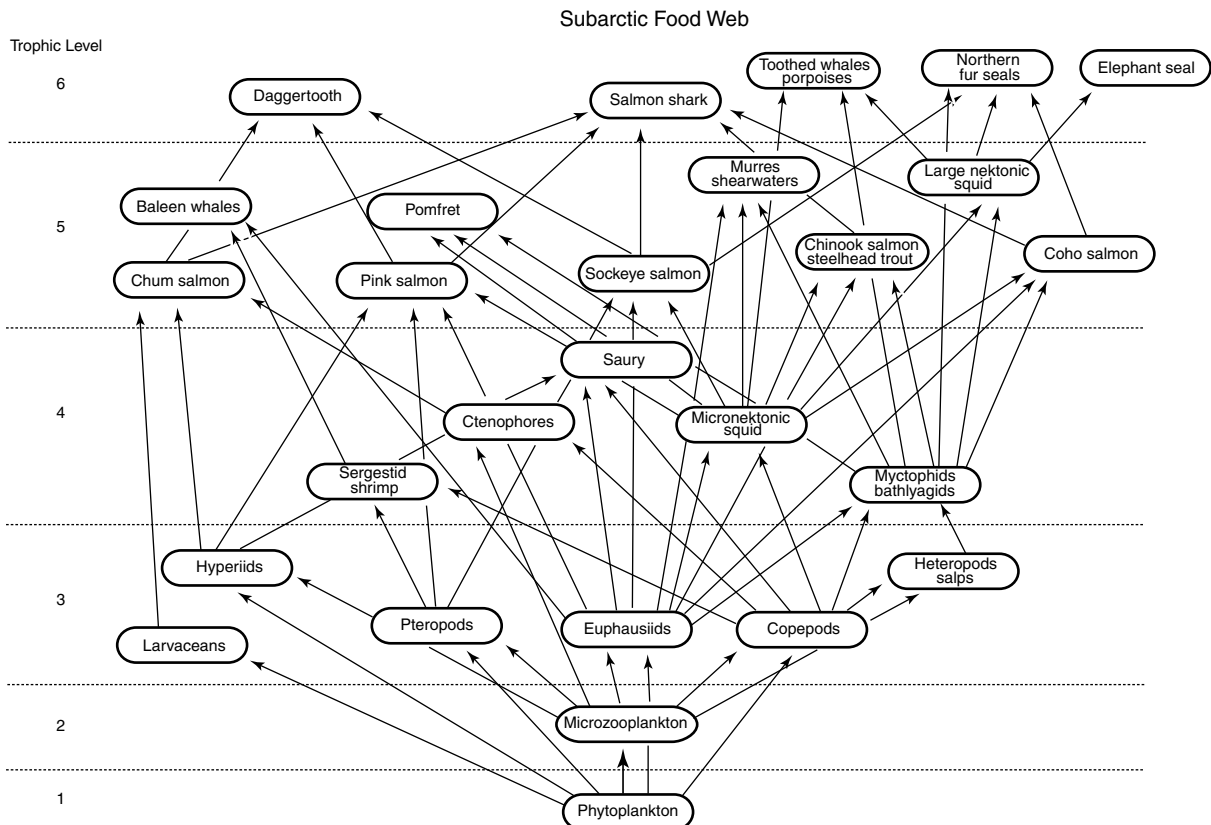 Subarctic Food Web
Trophic Level
6
Daggertooth
Salmon shark
Toothed whales
porpoises
Northern
fur seals
Elephant seal
5
Baleen whales
Pomfret
Murres
shearwaters
Large nektonic
squid
Chum salmon
Pink salmon
Sockeye salmon
Chinook salmon
steelhead trout
Coho salmon
4
Saury
Ctenophores
Micronektonic
squid
Sergestid
shrimp
Myctophids
bathlyagids
3
Hyperiids
Heteropods
salps
Larvaceans
Pteropods
Euphausiids
Copepods
2
Microzooplankton
1
Phytoplankton